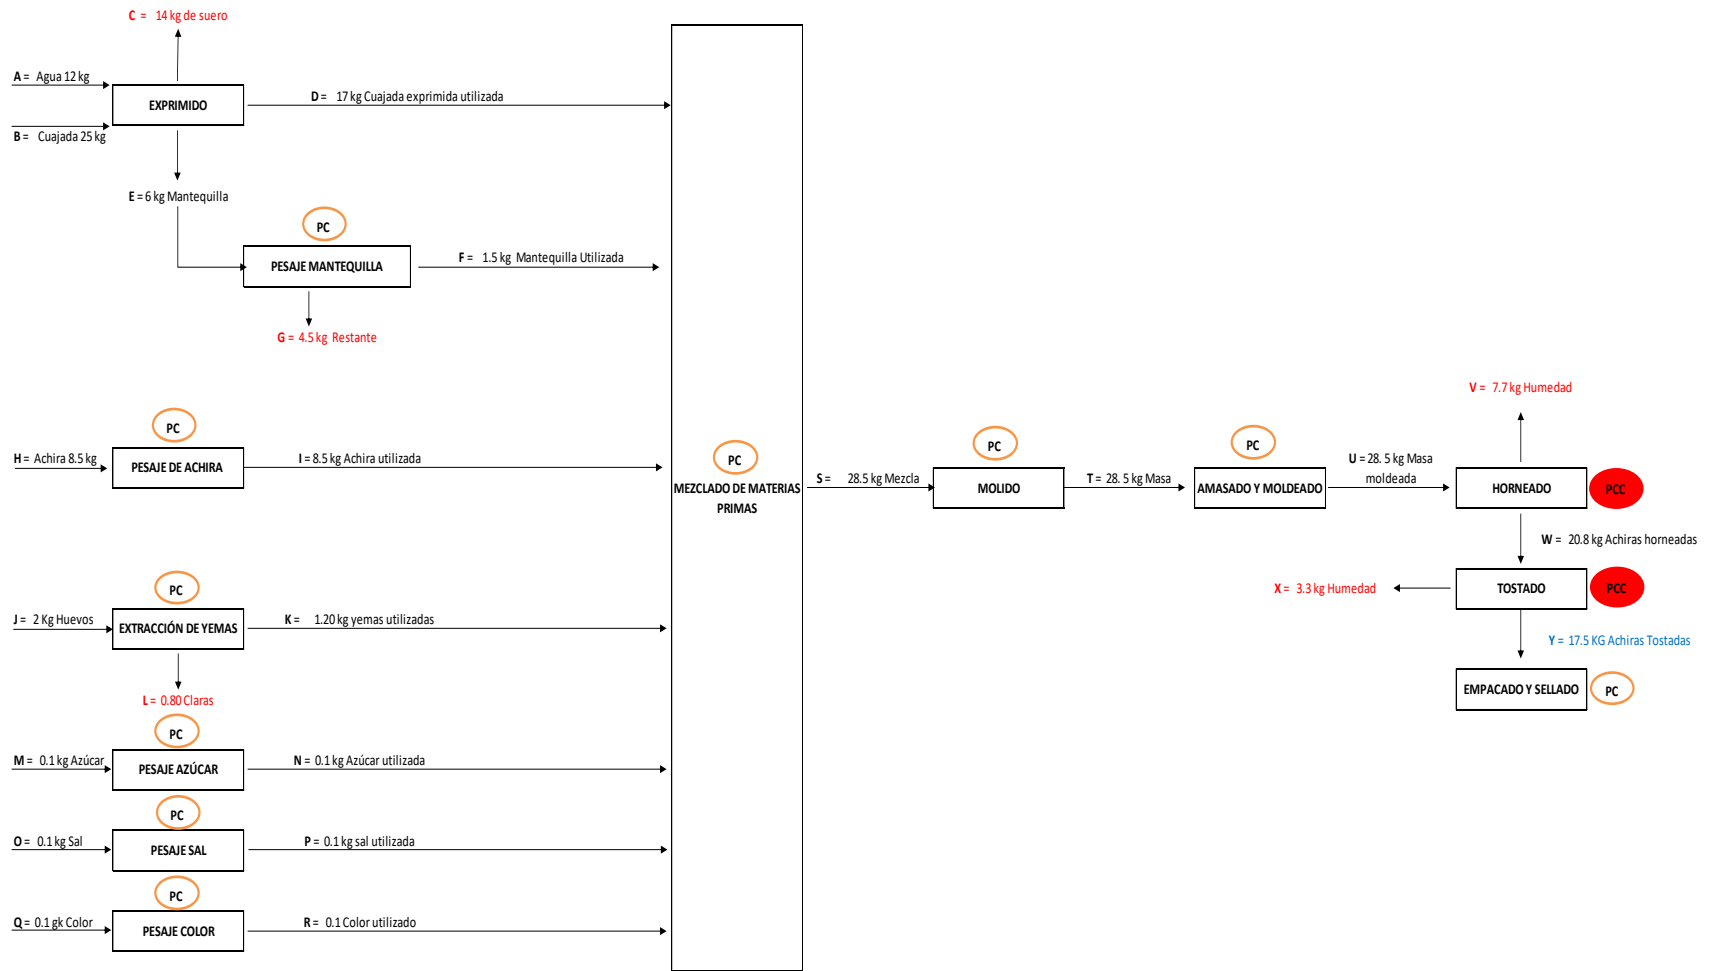 C = 14 kg de suero
A = Agua 12 kg
EXPRIMIDO
D = 17 kg Cuajada exprimida utilizada
B = Cuajada 25 kg
E = 6 kg Mantequilla
PC
PESAJE MANTEQUILLA
F = 1.5 kg Mantequilla Utilizada
G = 4.5 kg Restante
PC
H = Achira 8.5 kg
PESAJE DE ACHIRA
I = 8.5 kg Achira utilizada
PC
J = 2 Kg Huevos
EXTRACCIÓN DE YEMAS
K = 1.20 kg yemas utilizadas
L = 0.80 Claras
PC
M = 0.1 kg Azúcar
PESAJE AZÚCAR
N = 0.1 kg Azúcar utilizada
PC
O = 0.1 kg Sal
PESAJE SAL
P = 0.1 kg sal utilizada
PC
Q = 0.1 gk Color
PESAJE COLOR
R = 0.1 Color utilizado
PC
MEZCLADO DE MATERIAS
PRIMAS
S = 28.5 kg Mezcla
PC
MOLIDO
T = 28. 5 kg Masa
PC
AMASADO Y MOLDEADO
U = 28. 5 kg Masa
moldeada
V = 7.7 kg Humedad
HORNEADO
PCC
W = 20.8 kg Achiras horneadas
X = 3.3 kg Humedad
TOSTADO
PCC
Y = 17.5 KG Achiras Tostadas
EMPACADO Y SELLADO
PC